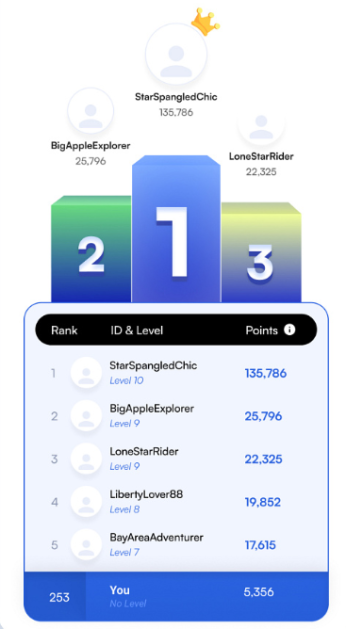 StarSpangledChic
135,786
BigAppleExplorer
25,796
LoneStarRider
22,325
2
1
3
Rank ID & Level Points i
1 StarSpangledChic 135,786
Level 10
2 BigAppleExplorer 25,796
Level 9
3 LoneStarRider 22,325
Level 9
4 LibertyLover88 19,852
Level 8
5 BayAreaAdventurer 17,615
Level 7
253 You 5,356
No Level